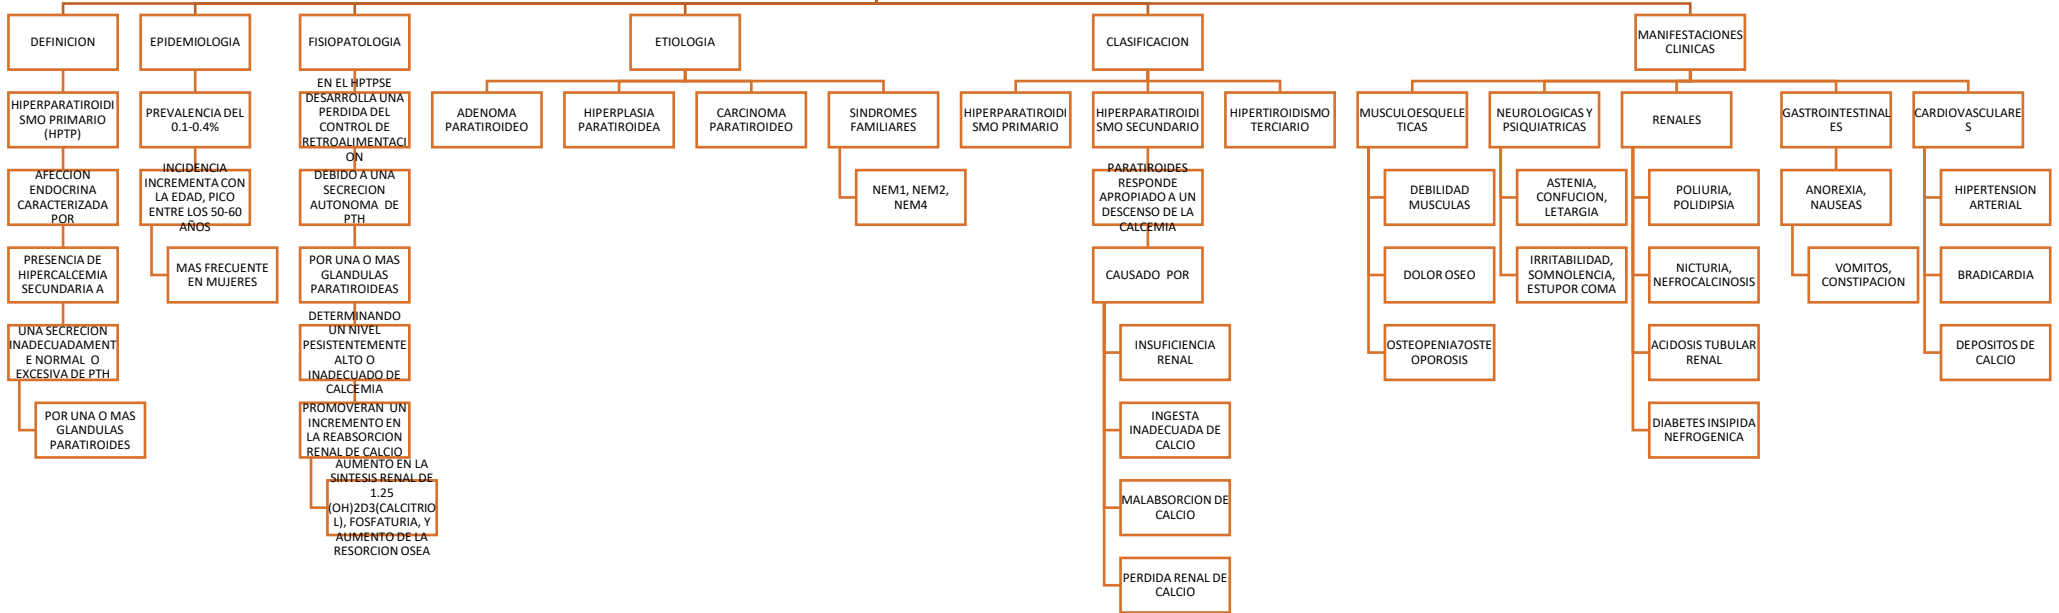 DEFINICION
HIPERPARATIROIDI
SMO PRIMARIO
(HPTP)
AFECCION
ENDOCRINA
CARACTERIZADA
POR
PRESENCIA DE
HIPERCALCEMIA
SECUNDARIA A
UNA SECRECION
INADECUADAMENT
E NORMAL O
EXCESIVA DE PTH
POR UNA O MAS
GLANDULAS
PARATIROIDES
EPIDEMIOLOGIA
PREVALENCIA DEL
0.1-0.4%
INCIDENCIA
INCREMENTA CON
LA EDAD, PICO
ENTRE LOS 50-60
AÑOS
MAS FRECUENTE
EN MUJERES
FISIOPATOLOGIA
EN EL HPTPSE
DESARROLLA UNA
PERDIDA DEL
CONTROL DE
RETROALIMENTACI
ON
DEBIDO A UNA
SECRECION
AUTONOMA DE
PTH
POR UNA O MAS
GLANDULAS
PARATIROIDEAS
DETERMINANDO
UN NIVEL
PESISTENTEMENTE
ALTO O
INADECUADO DE
CALCEMIA
PROMOVERAN UN
INCREMENTO EN
LA REABSORCION
RENAL DE CALCIO
AUMENTO EN LA
SINTESIS RENAL DE
1.25
(OH)2D3(CALCITRIO
L), FOSFATURIA, Y
AUMENTO DE LA
RESORCION OSEA
ETIOLOGIA
ADENOMA
PARATIROIDEO
HIPERPLASIA
PARATIROIDEA
CARCINOMA
PARATIROIDEO
SINDROMES
FAMILIARES
NEM1, NEM2,
NEM4
CLASIFICACION
HIPERPARATIROIDI
SMO PRIMARIO
HIPERPARATIROIDI
SMO SECUNDARIO
PARATIROIDES
RESPONDE
APROPIADO A UN
DESCENSO DE LA
CALCEMIA
CAUSADO POR
INSUFICIENCIA
RENAL
INGESTA
INADECUADA DE
CALCIO
MALABSORCION DE
CALCIO
PERDIDA RENAL DE
CALCIO
HIPERTIROIDISMO
TERCIARIO
MANIFESTACIONES
CLINICAS
MUSCULOESQUELE
TICAS
DEBILIDAD
MUSCULAS
DOLOR OSEO
OSTEOPENIA7OSTE
OPOROSIS
NEUROLOGICAS Y
PSIQUIATRICAS
ASTENIA,
CONFUCION,
LETARGIA
IRRITABILIDAD,
SOMNOLENCIA,
ESTUPOR COMA
RENALES
POLIURIA,
POLIDIPSIA
NICTURIA,
NEFROCALCINOSIS
ACIDOSIS TUBULAR
RENAL
DIABETES INSIPIDA
NEFROGENICA
GASTROINTESTINAL
ES
ANOREXIA,
NAUSEAS
VOMITOS,
CONSTIPACION
CARDIOVASCULARE
S
HIPERTENSION
ARTERIAL
BRADICARDIA
DEPOSITOS DE
CALCIO